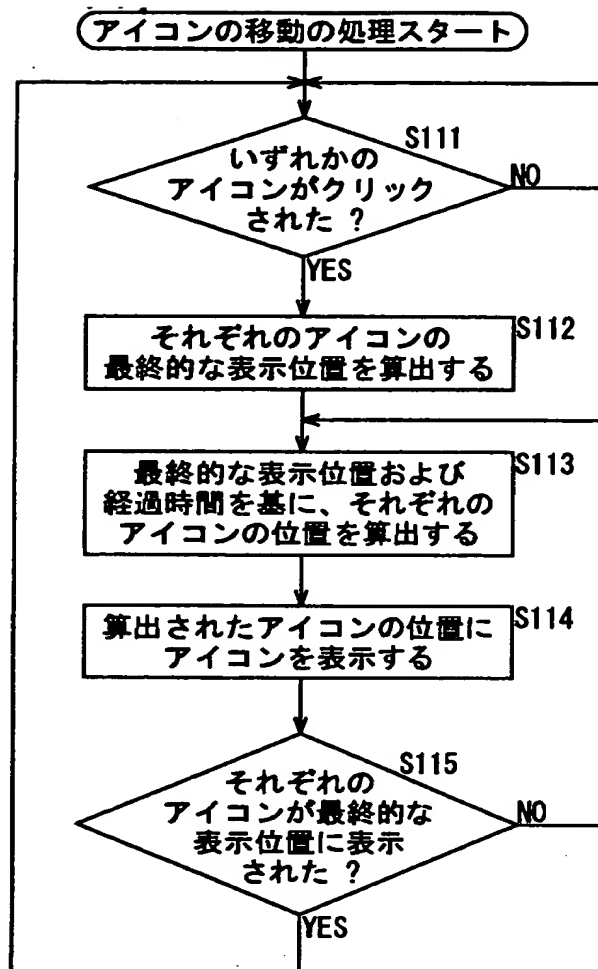 アイコンの移動の処理スタート
S111
いずれかの
アイコンがクリック
された ?
NO
YES
S112
それぞれのアイコンの
最終的な表示位置を算出する
S113
最終的な表示位置および
経過時間を基に、それぞれの
アイコンの位置を算出する
S114
算出されたアイコンの位置に
アイコンを表示する
S115
それぞれの
アイコンが最終的な
表示位置に表示
された ?
NO
YES